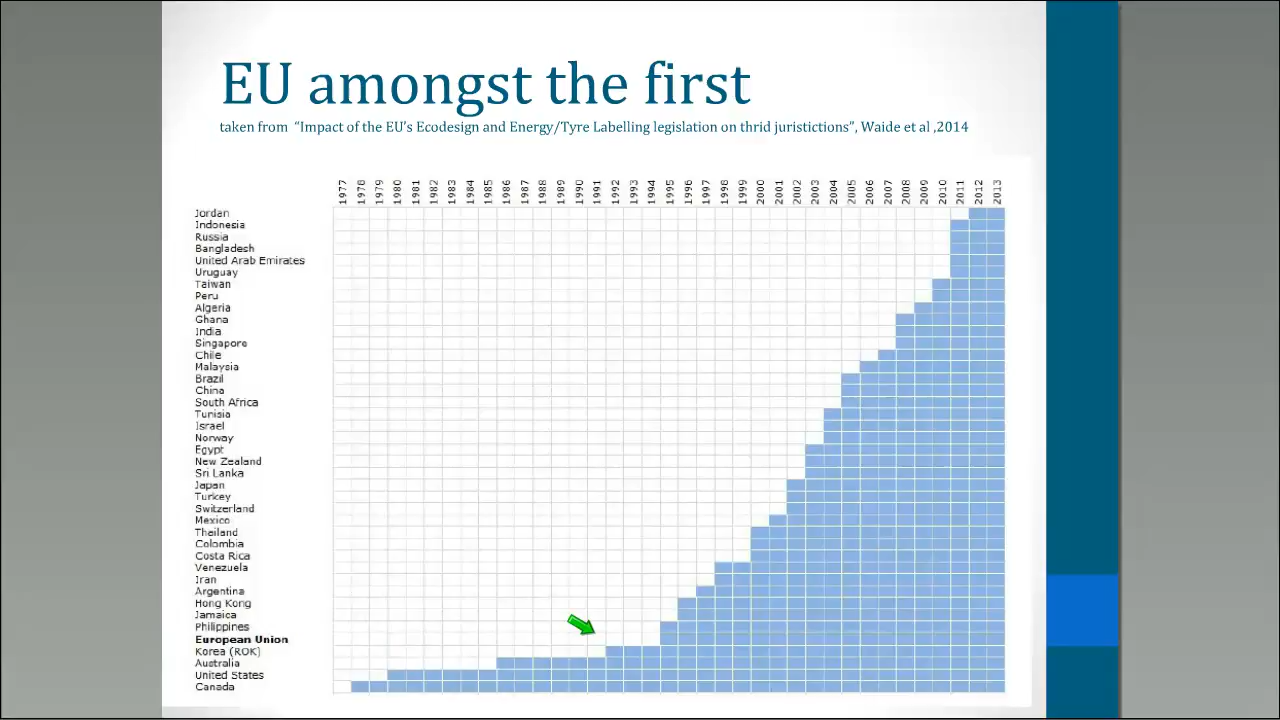 EU amongst the first
taken from “Impact of the EU’s Ecodesign and Energy/Tyre Labelling legislation on thrid juristictions”, Waide et al ,2014
1977 1978 1979 1980 1981 1982 1983 1984 1985 1986 1987 1988 1989 1990 1991 1992 1993 1994 1995 1996 1997 1998 1999 2000 2001 2002 2003 2004 2005 2006 2007 2008 2009 2010 2011 2012 2013
Jordan
Indonesia
Russia
Bangladesh
United Arab Emirates
Uruguay
Taiwan
Peru
Algeria
Ghana
India
Singapore
Chile
Malaysia
Brazil
China
South Africa
Tunisia
Israel
Norway
Egypt
New Zealand
Sri Lanka
Japan
Turkey
Switzerland
Mexico
Thailand
Colombia
Costa Rica
Venezuela
Iran
Argentina
Hong Kong
Jamaica
Philippines
European Union
Korea (ROK)
Australia
United States
Canada